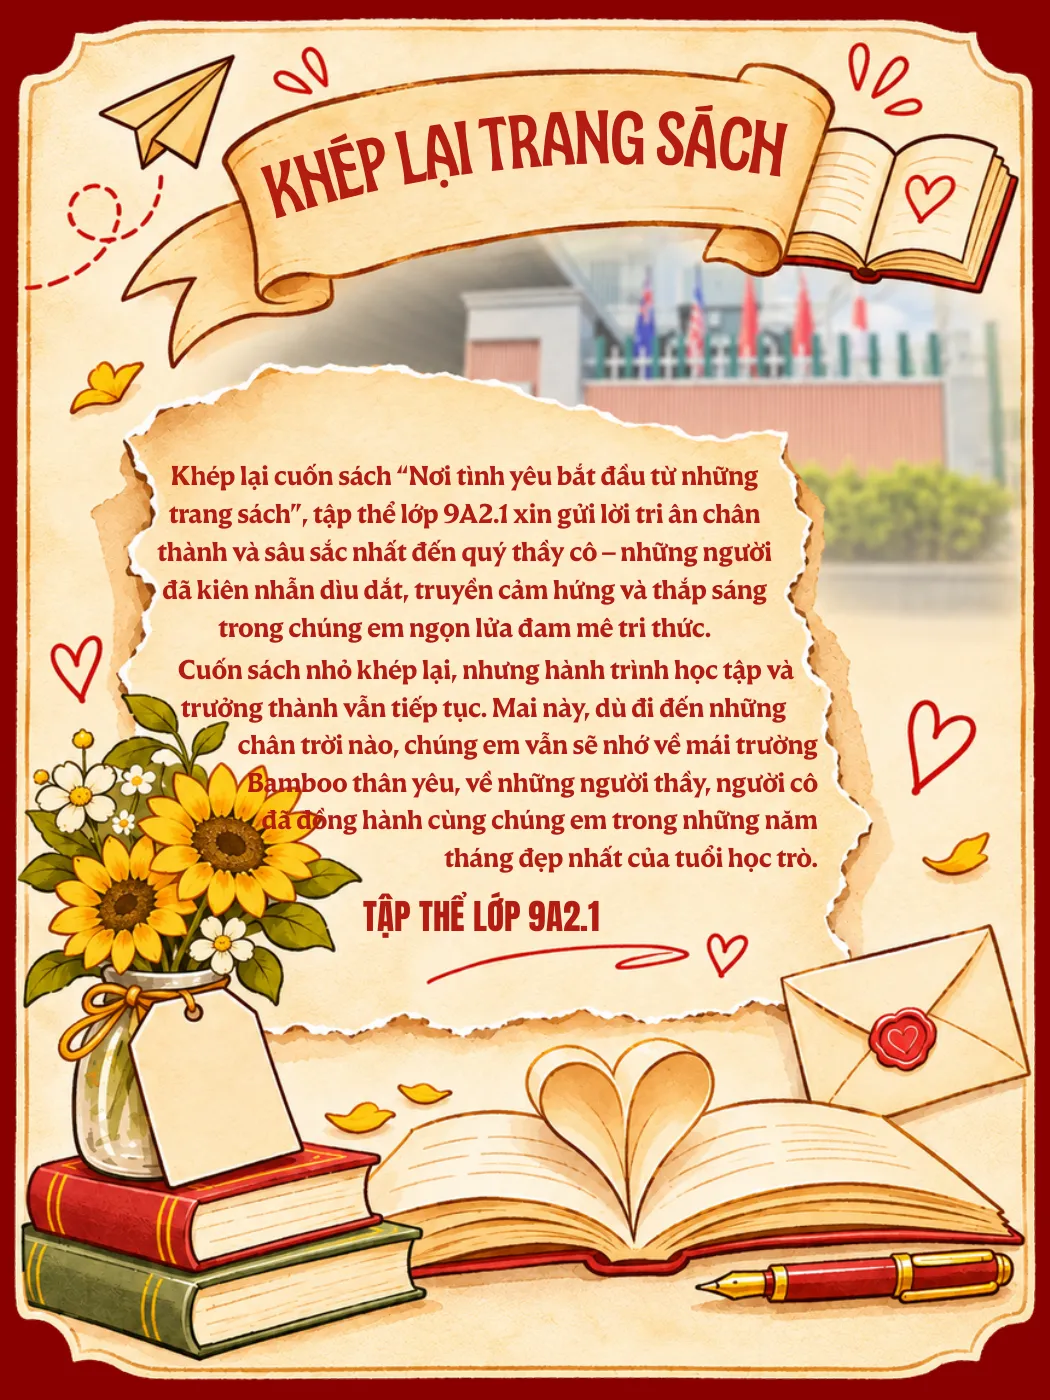 KHÉP LẠI TRANG SÁCH
Khép lại cuốn sách “Nơi tình yêu bắt đầu từ những
trang sách”, tập thể lớp 9A2.1 xin gửi lời tri ân chân
thành và sâu sắc nhất đến quý thầy cô – những người
đã kiên nhẫn dìu dắt, truyền cảm hứng và thắp sáng
trong chúng em ngọn lửa đam mê tri thức.
Cuốn sách nhỏ khép lại, nhưng hành trình học tập và
trưởng thành vẫn tiếp tục. Mai này, dù đi đến những
chân trời nào, chúng em vẫn sẽ nhớ về mái trường
Bamboo thân yêu, về những người thầy, người cô
đã đồng hành cùng chúng em trong những năm
tháng đẹp nhất của tuổi học trò.
TẬP THỂ LỚP 9A2.1